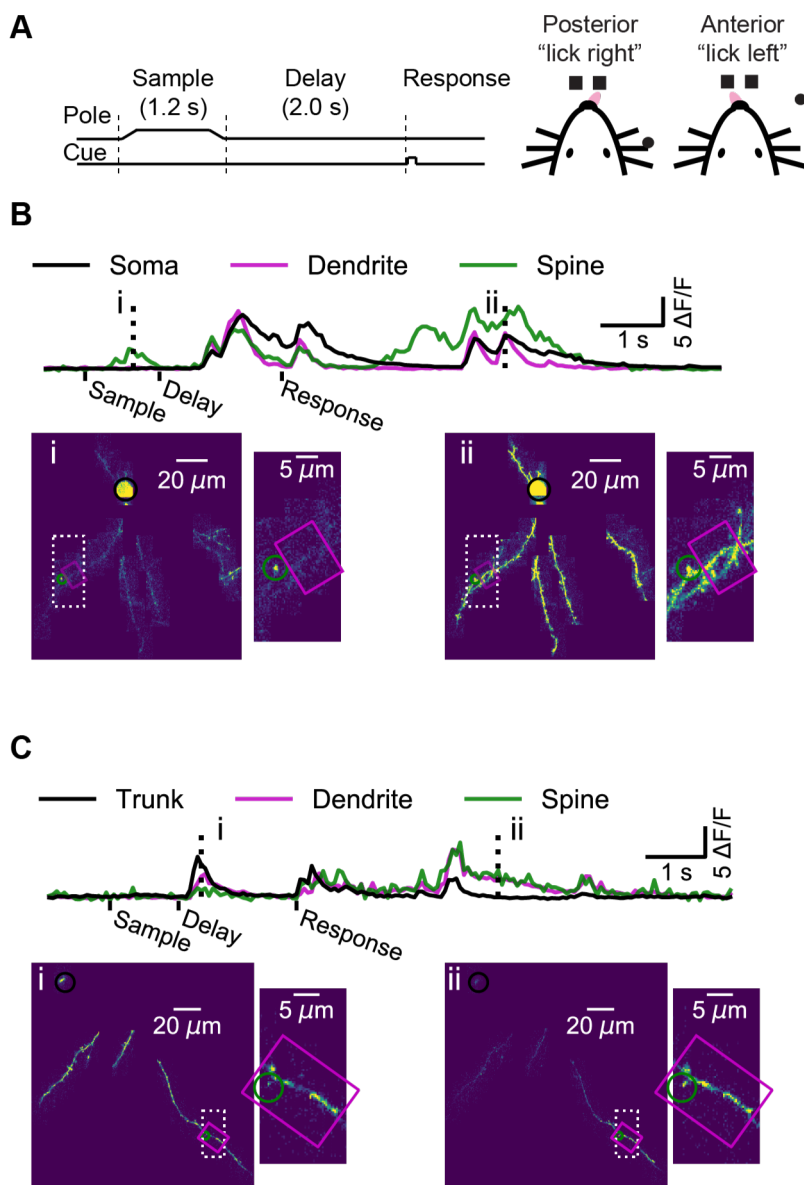 A
Posterior
“lick right”
Anterior
“lick left”
Sample
(1.2 s)
Delay
(2.0 s)
Response
Pole
Cue
B
Soma
Dendrite
Spine
i
ii
1 s
5 ΔF/F
Sample
Delay
Response
i
20 µm
5 µm
ii
20 µm
5 µm
C
Trunk
Dendrite
Spine
i
ii
1 s
5 ΔF/F
Sample
Delay
Response
i
20 µm
5 µm
ii
20 µm
5 µm